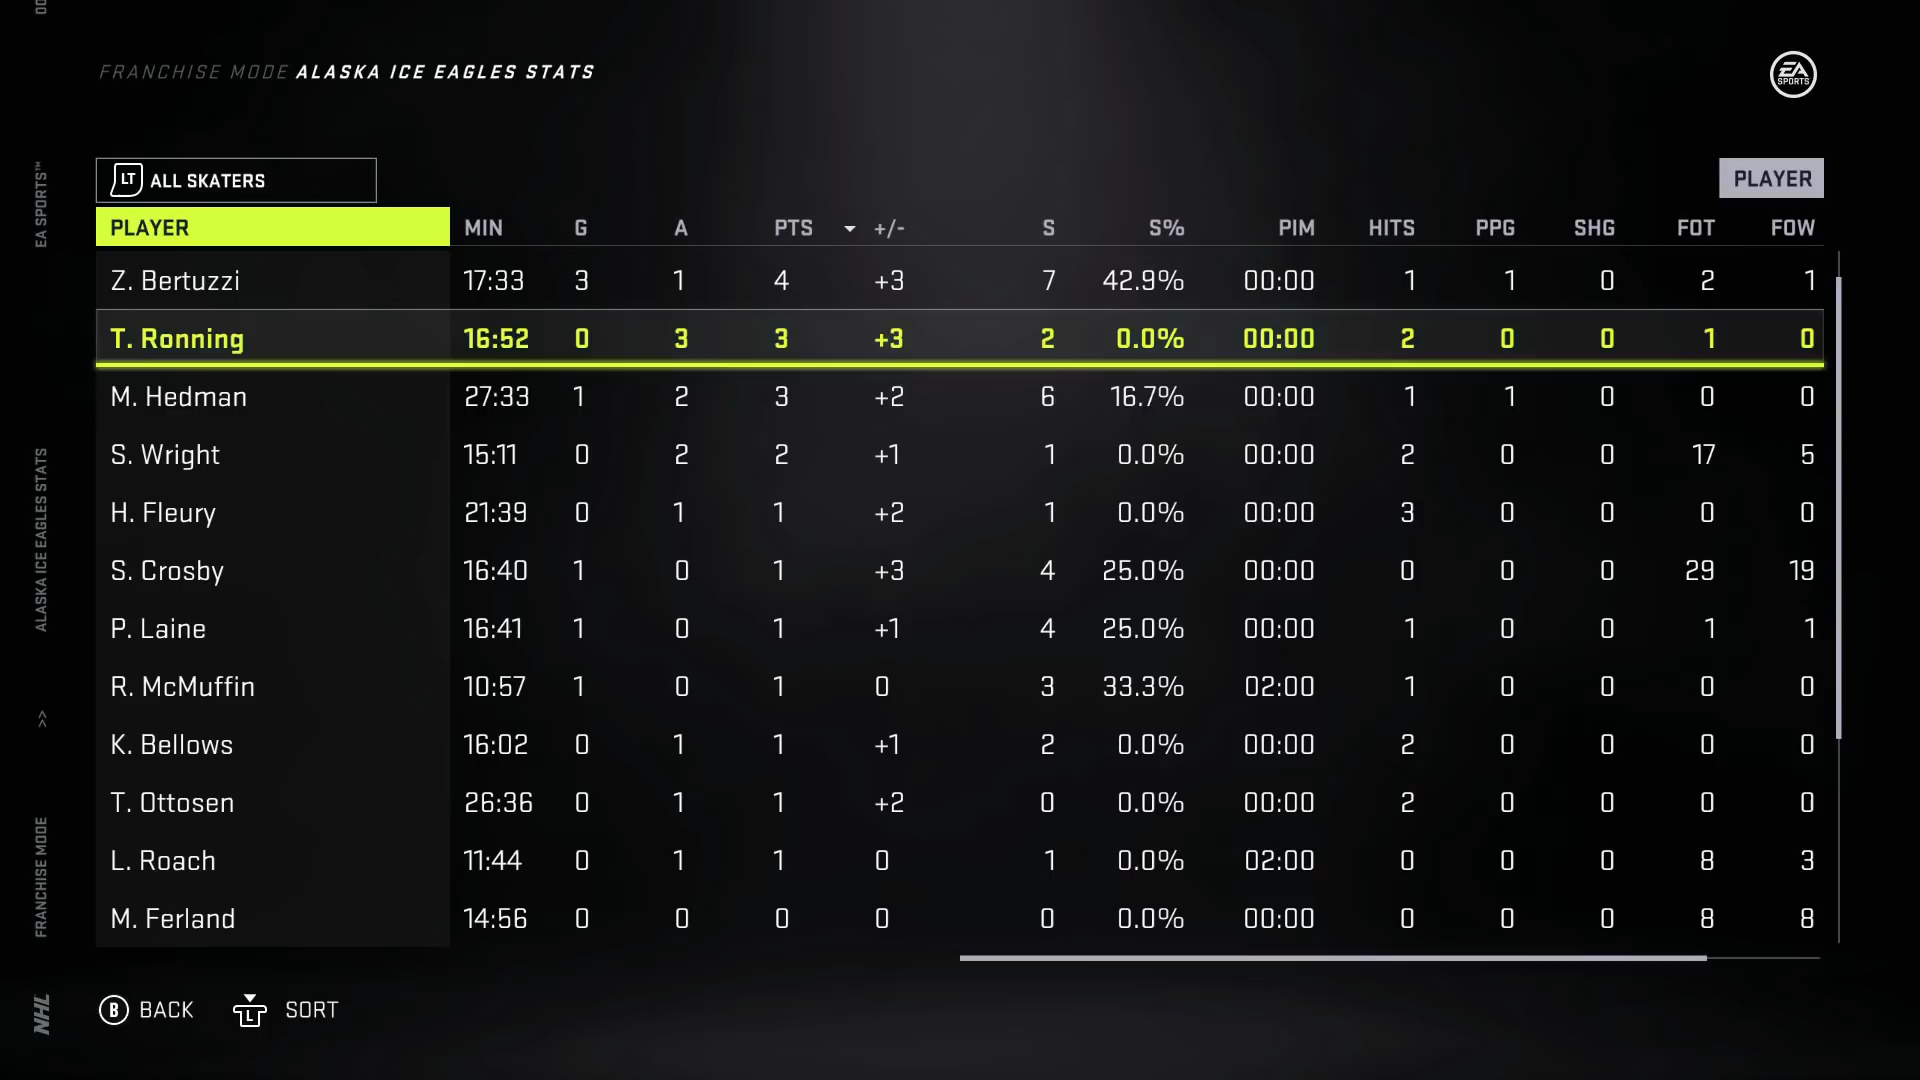 FRANCHISE MODE ALASKA ICE EAGLES STATS
EA SPORTS
LT ALL SKATERS
PLAYER
PLAYER MIN G A PTS +/- S S% PIM HITS PPG SHG FOT FOW
Z. Bertuzzi 17:33 3 1 4 +3 7 42.9% 00:00 1 1 0 2 1
T. Ronning 16:52 0 3 3 +3 2 0.0% 00:00 2 0 0 1 0
M. Hedman 27:33 1 2 3 +2 6 16.7% 00:00 1 1 0 0 0
S. Wright 15:11 0 2 2 +1 1 0.0% 00:00 2 0 0 17 5
H. Fleury 21:39 0 1 1 +2 1 0.0% 00:00 3 0 0 0 0
S. Crosby 16:40 1 0 1 +3 4 25.0% 00:00 0 0 0 29 19
P. Laine 16:41 1 0 1 +1 4 25.0% 00:00 1 0 0 1 1
R. McMuffin 10:57 1 0 1 0 3 33.3% 02:00 1 0 0 0 0
K. Bellows 16:02 0 1 1 +1 2 0.0% 00:00 2 0 0 0 0
T. Ottosen 26:36 0 1 1 +2 0 0.0% 00:00 2 0 0 0 0
L. Roach 11:44 0 1 1 0 1 0.0% 02:00 0 0 0 8 3
M. Ferland 14:56 0 0 0 0 0 0.0% 00:00 0 0 0 8 8
B BACK L SORT
NHL FRANCHISE MODE >> ALASKA ICE EAGLES STATS EA SPORTS™